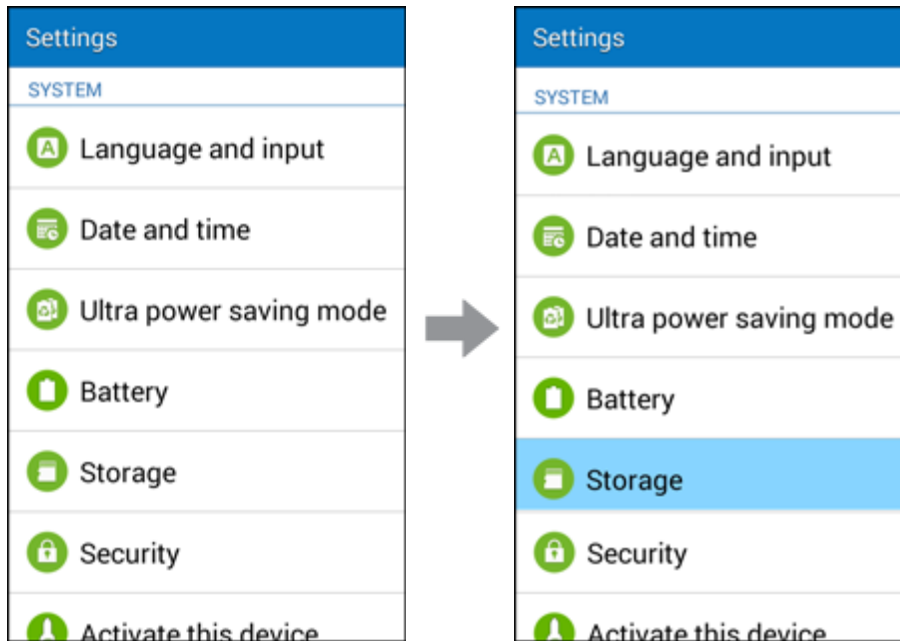 Settings
SYSTEM
Language and input
Date and time
Ultra power saving mode
Battery
Storage
Security
Activate this device
Settings
SYSTEM
Language and input
Date and time
Ultra power saving mode
Battery
Storage
Security
Activate this device